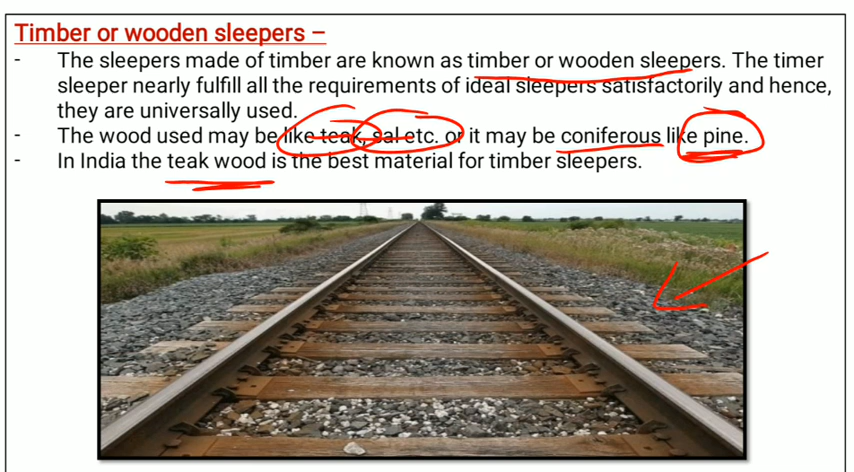 Timber or wooden sleepers –
- The sleepers made of timber are known as timber or wooden sleepers. The timer
sleeper nearly fulfill all the requirements of ideal sleepers satisfactorily and hence,
they are universally used.
- The wood used may be like teak, sal etc. or it may be coniferous like pine.
- In India the teak wood is the best material for timber sleepers.